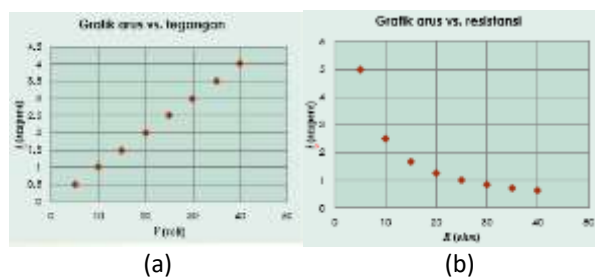 Grafik arus vs. tegangan
4.5
4
3.5
3
2.5
2
1.5
1
0.5
I (ampere)
0 10 20 30 40 50
V (volt)
(a)
Grafik arus vs. resistansi
6
5
4
3
2
1
0
I (ampere)
0 10 20 30 40 50
R (ohm)
(b)